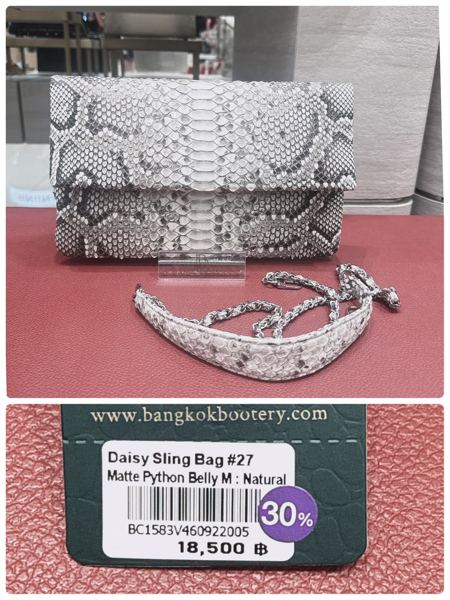 www.bangkokbootery.com
Daisy Sling Bag #27
Matte Python Belly M : Natural
30%
BC1583V460922005
18,500 ฿